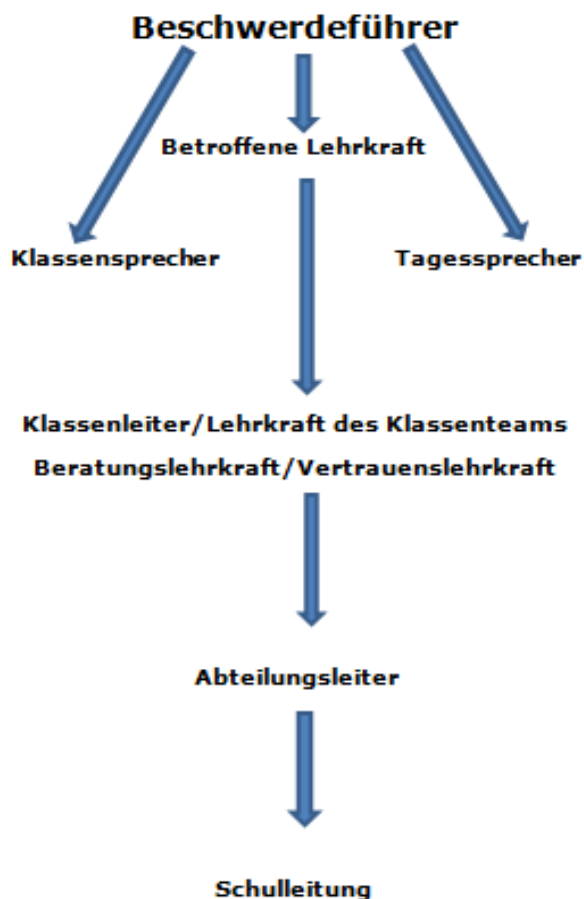 Beschwerdeführer
Betroffene Lehrkraft
Klassensprecher
Tagessprecher
Klassenleiter/Lehrkraft des Klassenteams
Beratungslehrkraft/Vertrauenslehrkraft
Abteilungsleiter
Schulleitung